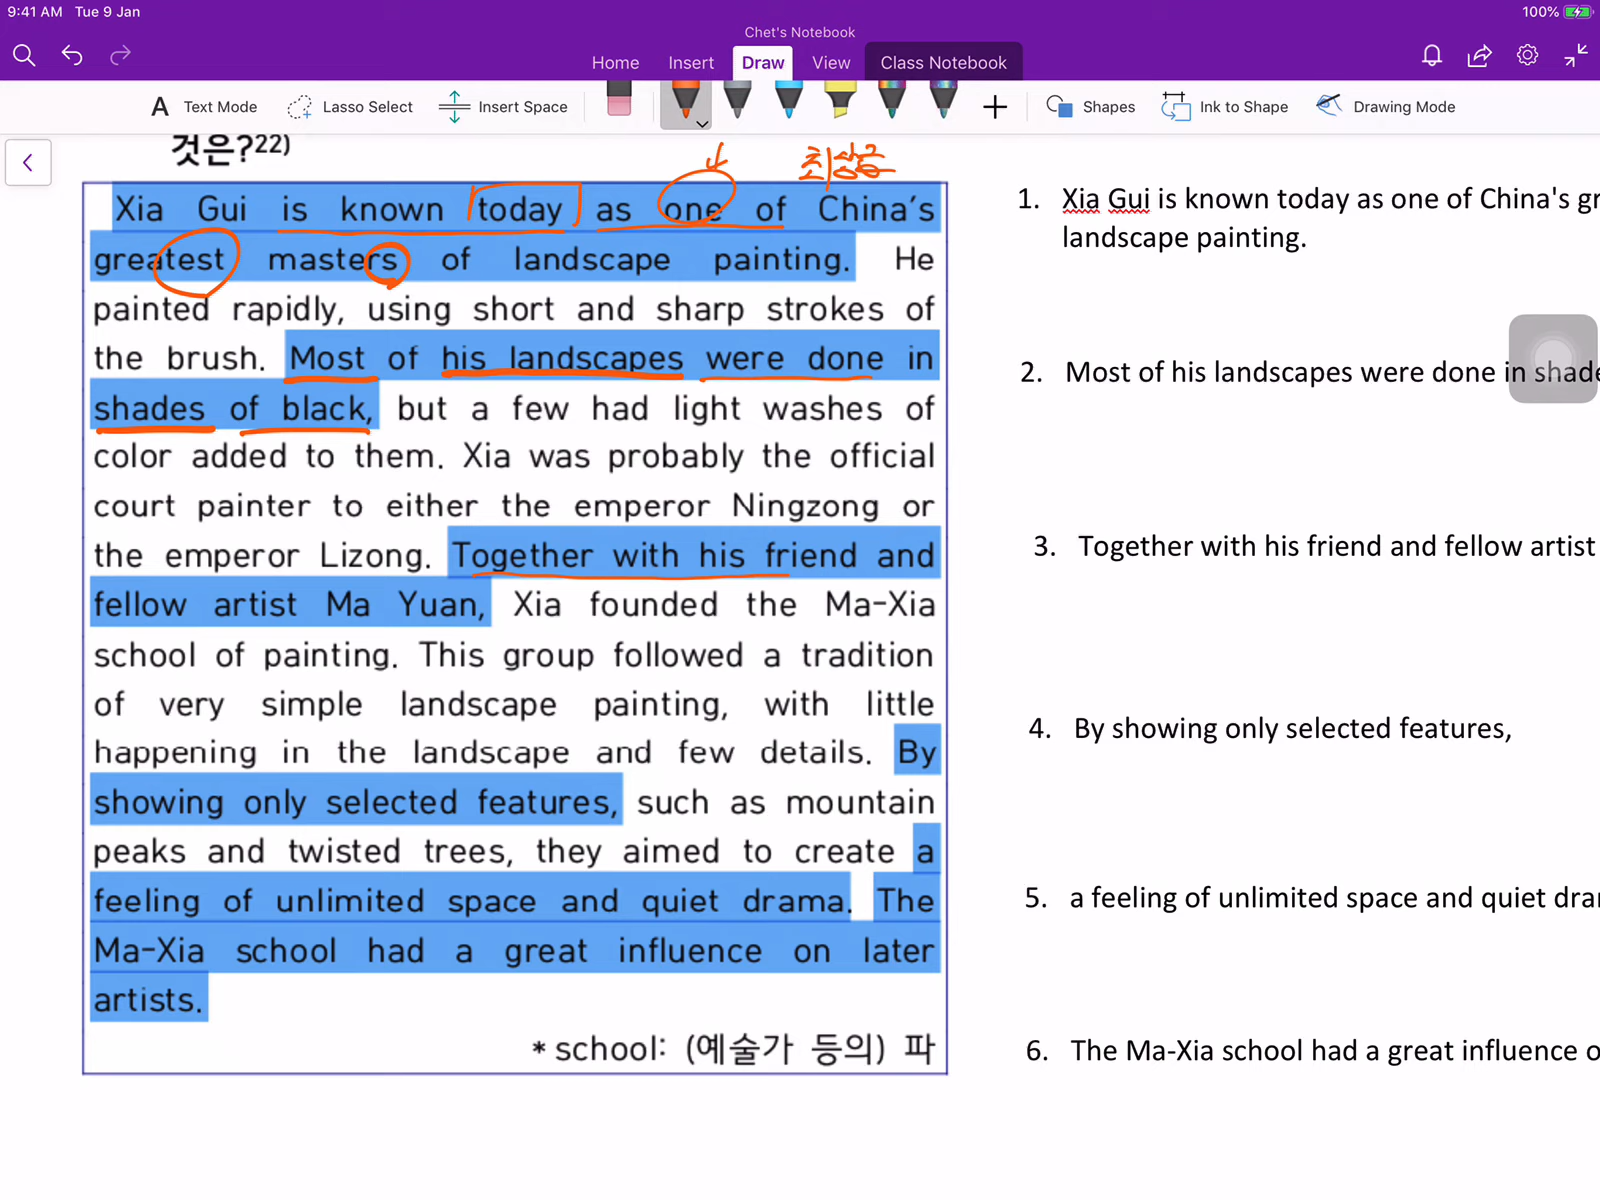 9:41 AM Tue 9 Jan
100%
Chet's Notebook
Home Insert Draw View Class Notebook
A Text Mode Lasso Select Insert Space Shapes Ink to Shape Drawing Mode
것은?22)
최상급
Xia Gui is known today as one of China's
greatest masters of landscape painting. He
painted rapidly, using short and sharp strokes of
the brush. Most of his landscapes were done in
shades of black, but a few had light washes of
color added to them. Xia was probably the official
court painter to either the emperor Ningzong or
the emperor Lizong. Together with his friend and
fellow artist Ma Yuan, Xia founded the Ma-Xia
school of painting. This group followed a tradition
of very simple landscape painting, with little
happening in the landscape and few details. By
showing only selected features, such as mountain
peaks and twisted trees, they aimed to create a
feeling of unlimited space and quiet drama. The
Ma-Xia school had a great influence on later
artists.
* school: (예술가 등의) 파
1. Xia Gui is known today as one of China's gr
landscape painting.
2. Most of his landscapes were done in shade
3. Together with his friend and fellow artist
4. By showing only selected features,
5. a feeling of unlimited space and quiet dra
6. The Ma-Xia school had a great influence o